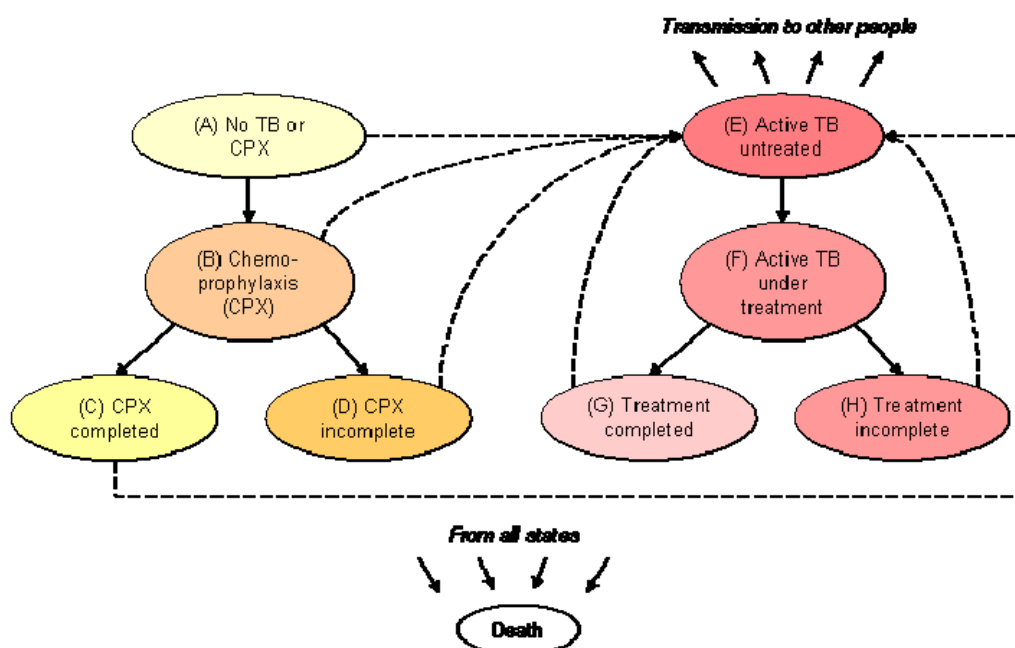 Transmission to other people
(A) No TB or
CPX
(E) Active TB
untreated
(B) Chemo-
prophylaxis
(CPX)
(F) Active TB
under
treatment
(C) CPX
completed
(D) CPX
incomplete
(G) Treatment
completed
(H) Treatment
incomplete
From all states
Death